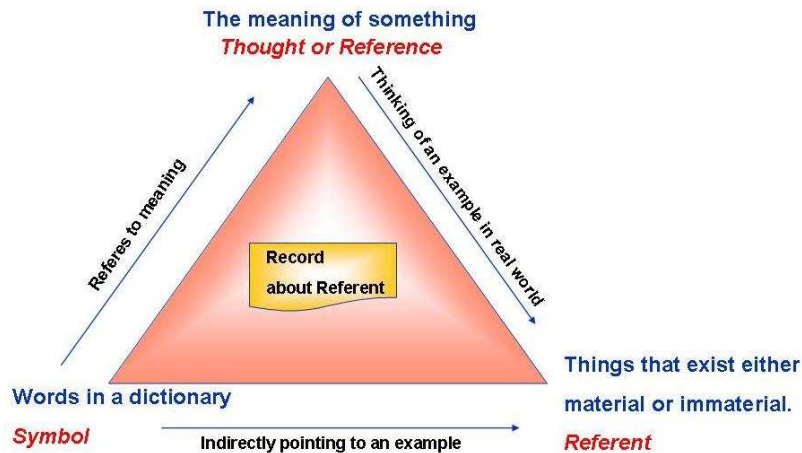 The meaning of something
Thought or Reference
Referes to meaning
Thinking of an example in real world
Record
about Referent
Words in a dictionary
Symbol
Indirectly pointing to an example
Things that exist either
material or immaterial.
Referent